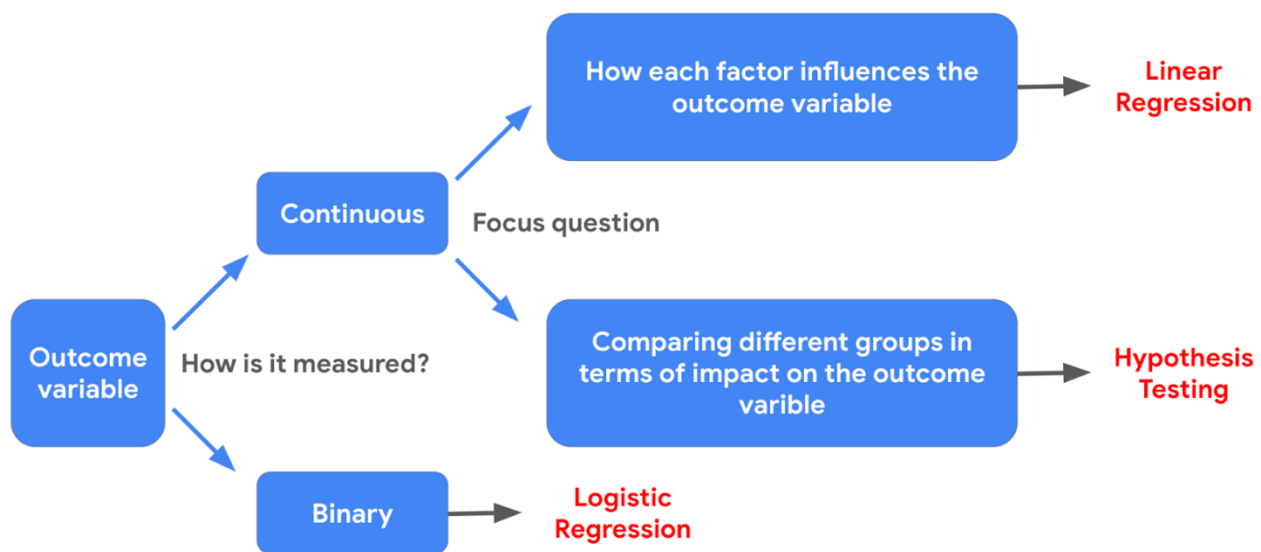 How each factor influences the
outcome variable
Linear
Regression
Continuous
Focus question
Outcome
variable
How is it measured?
Comparing different groups in
terms of impact on the outcome
varible
Hypothesis
Testing
Binary
Logistic
Regression